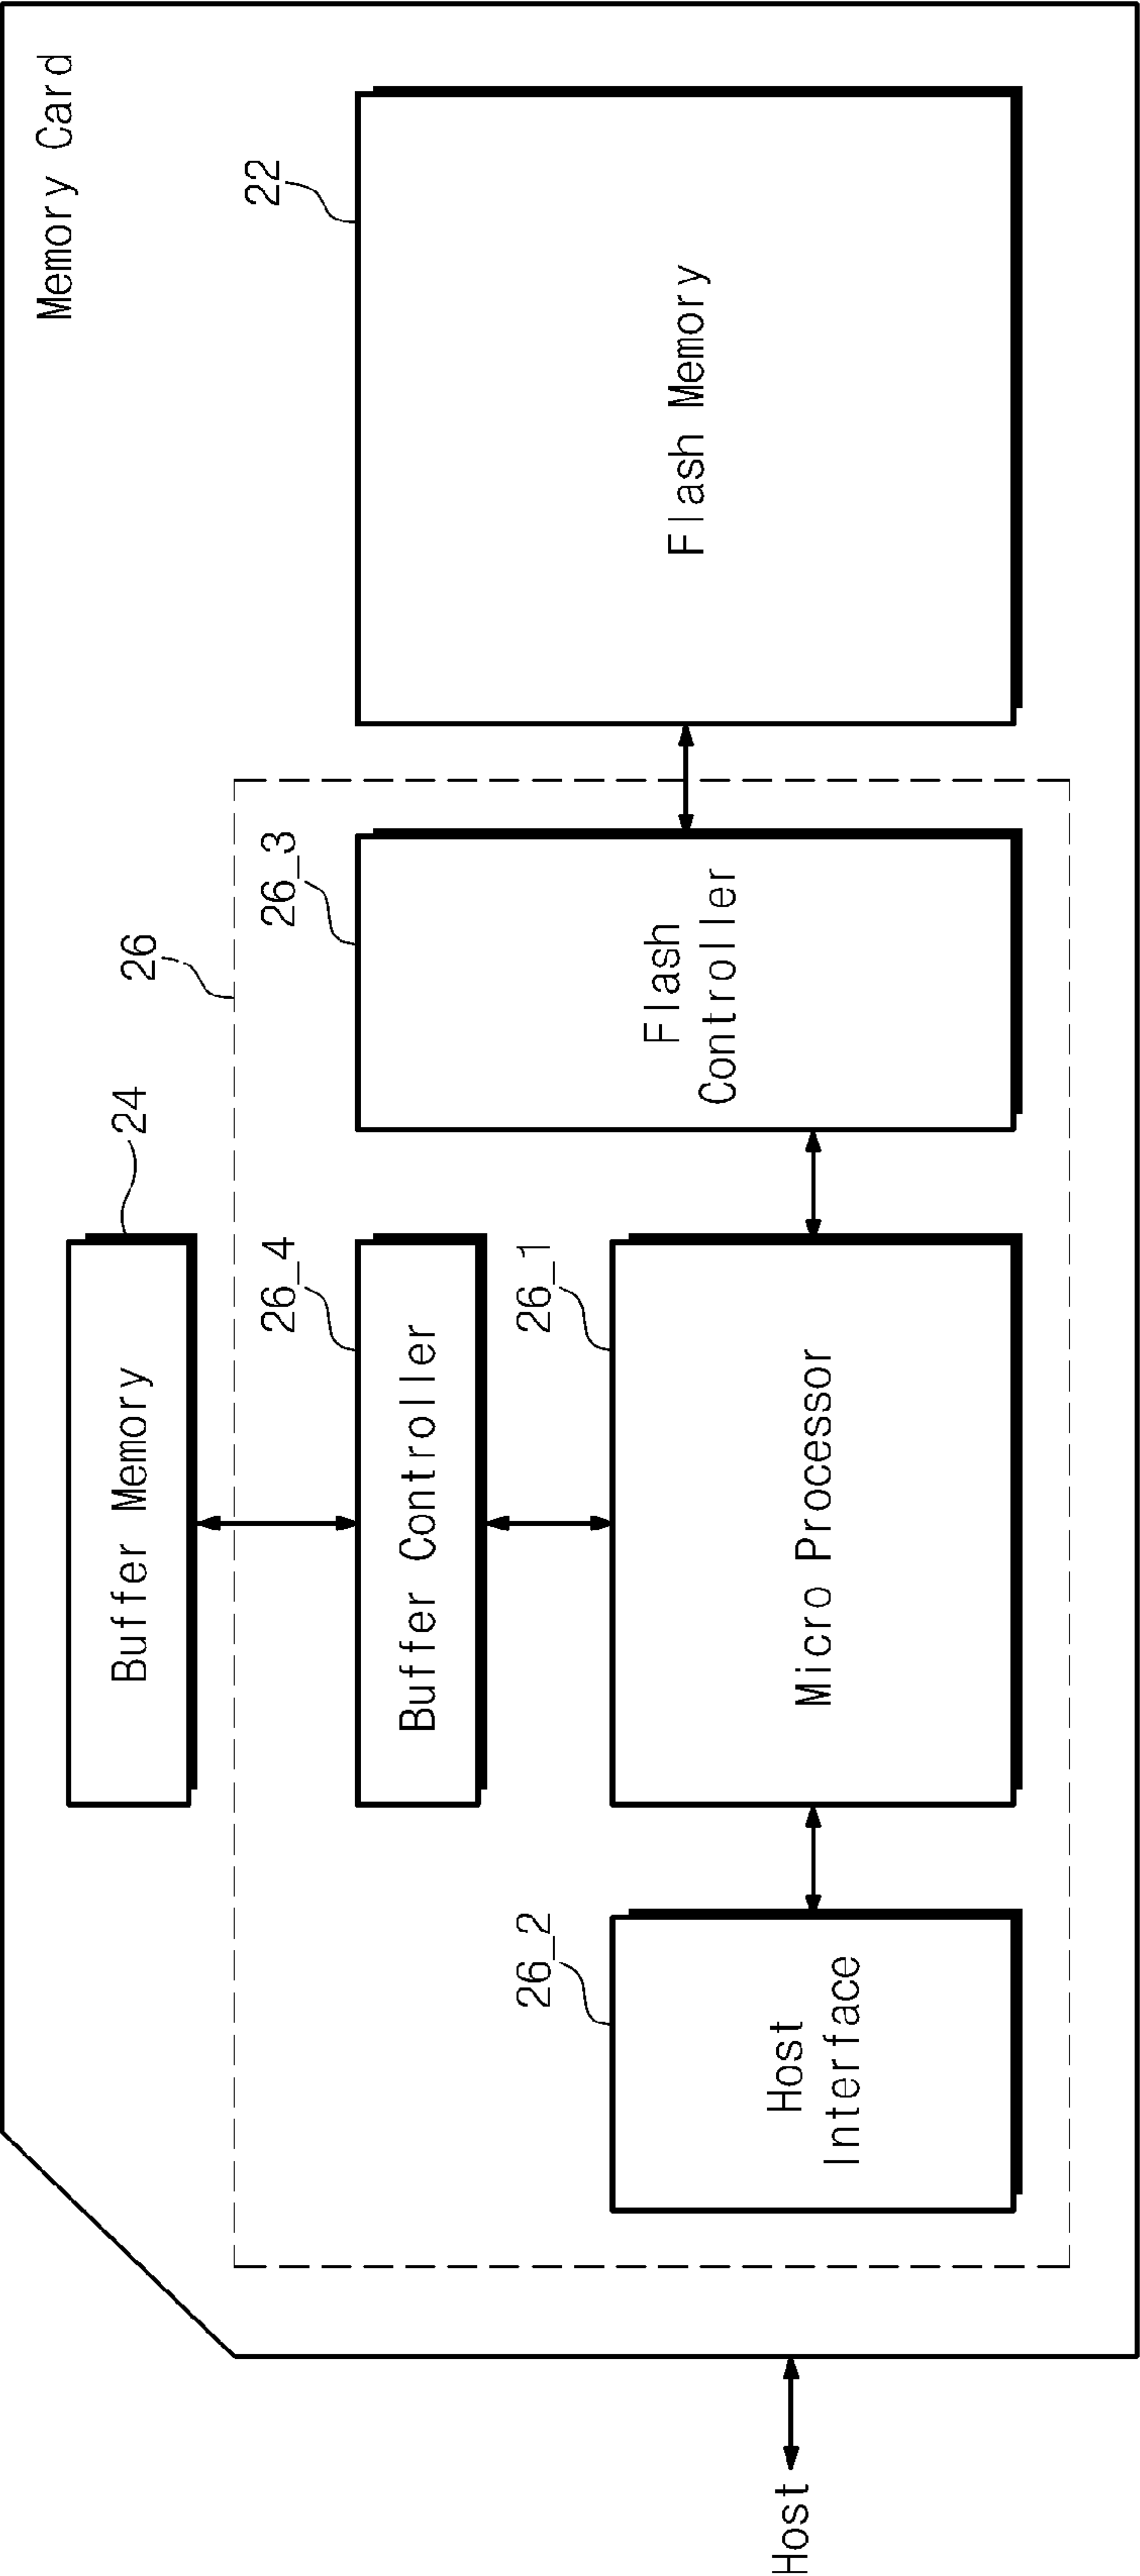 Memory Card
24
Buffer Memory
26
26_4
Buffer Controller
26_3
22
26_2
26_1
Host
Interface
Micro Processor
Flash
Controller
Flash Memory
Host